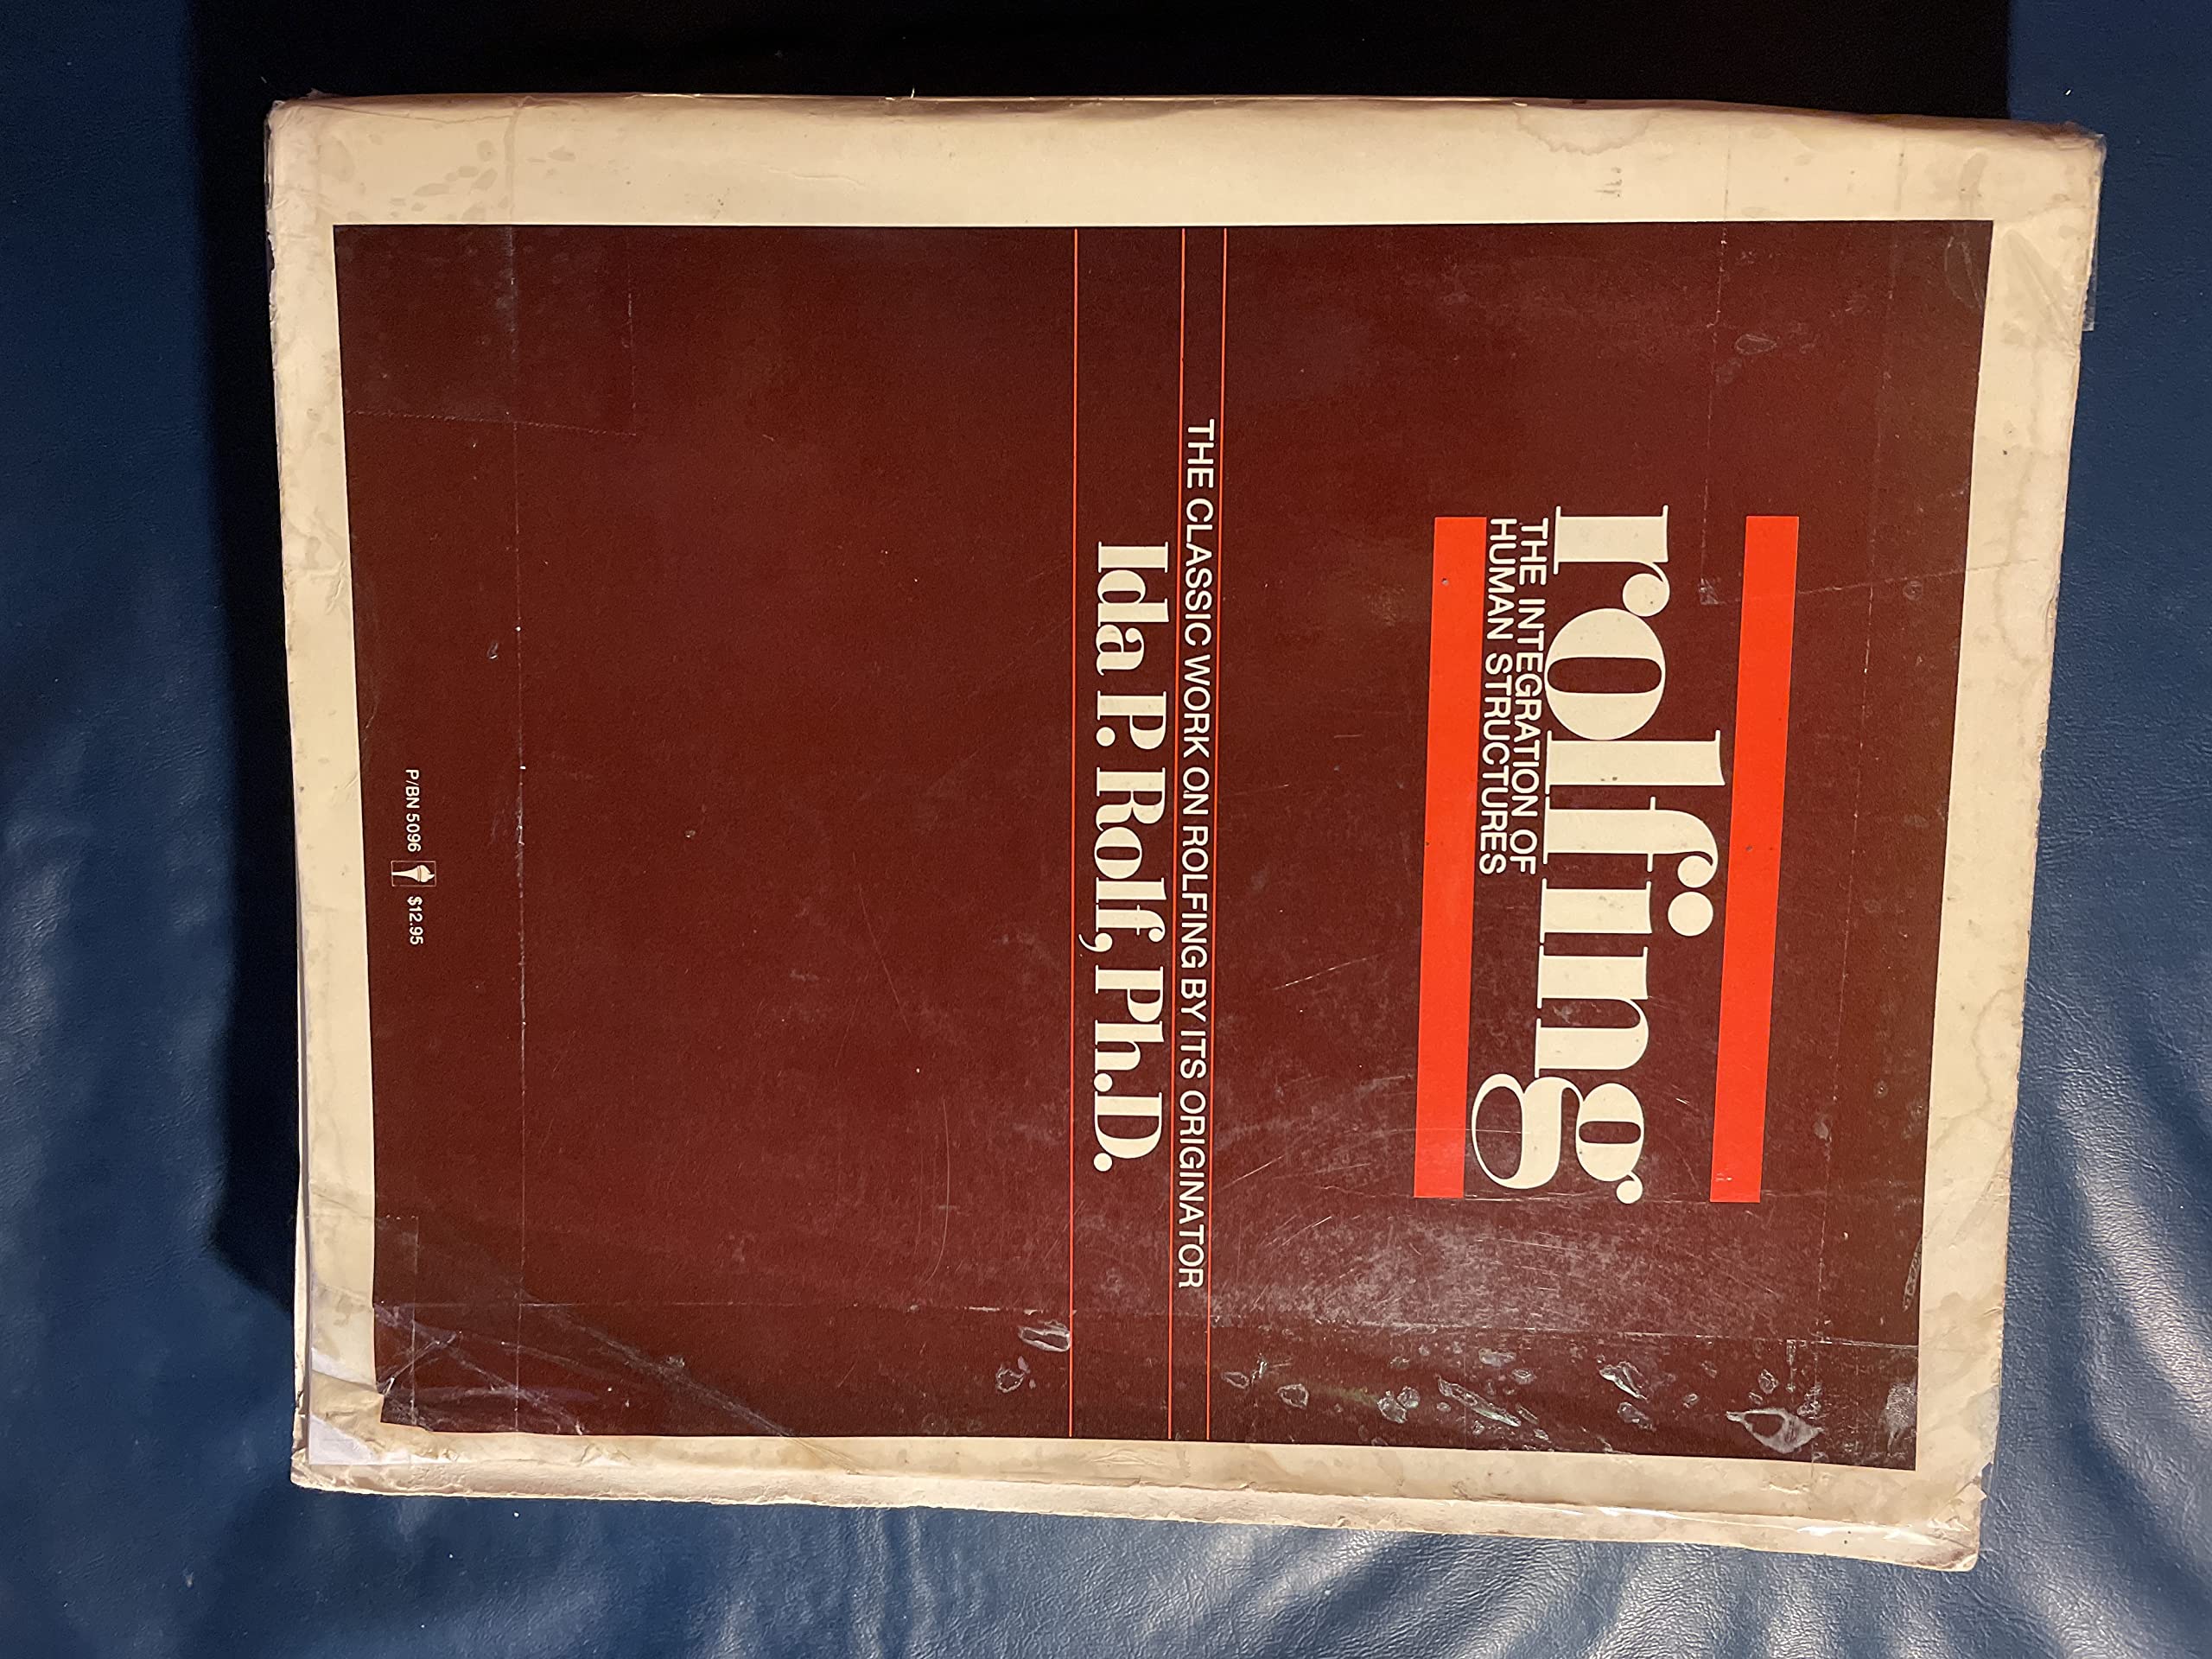 rolfing
THE INTEGRATION OF
HUMAN STRUCTURES
THE CLASSIC WORK ON ROLFING BY ITS ORIGINATOR
Ida P. Rolf, Ph.D.
P/BN 5096 $12.95